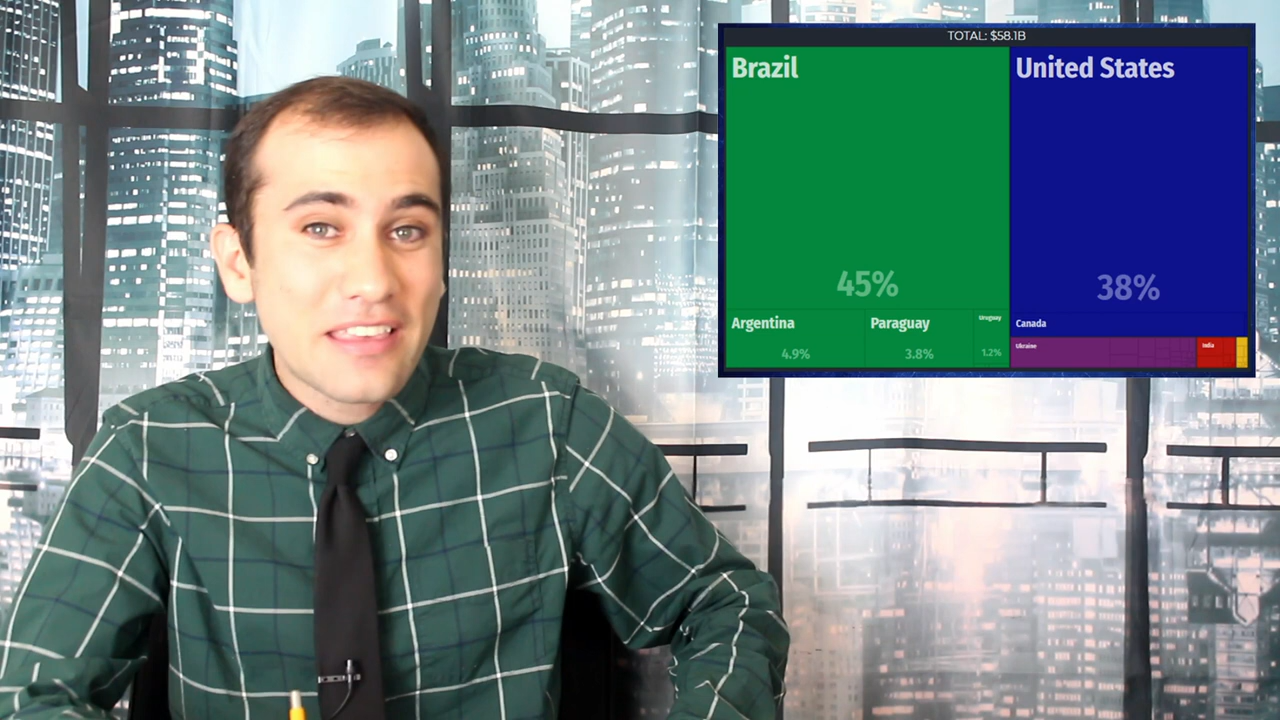 TOTAL: $58.1B
Brazil
45%
Argentina
4.9%
Paraguay
3.8%
Uruguay
1.2%
United States
38%
Canada
Ukraine
India